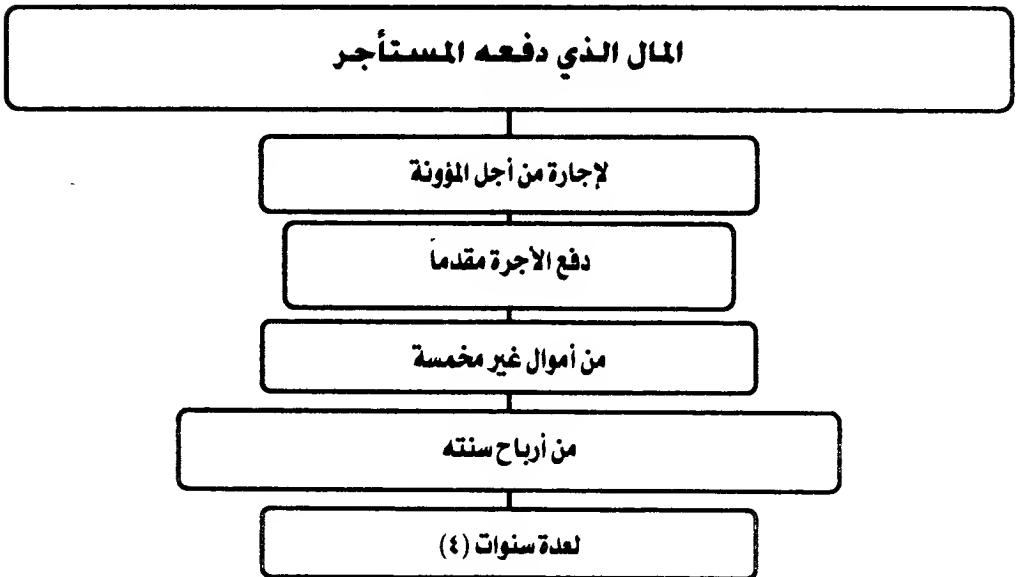 المال الذي دفعه المستأجر
لإجارة من أجل المؤونة
دفع الأجرة مقدماً
من أموال غير مخمسة
من أرباح سنته
لعدة سنوات (٤)